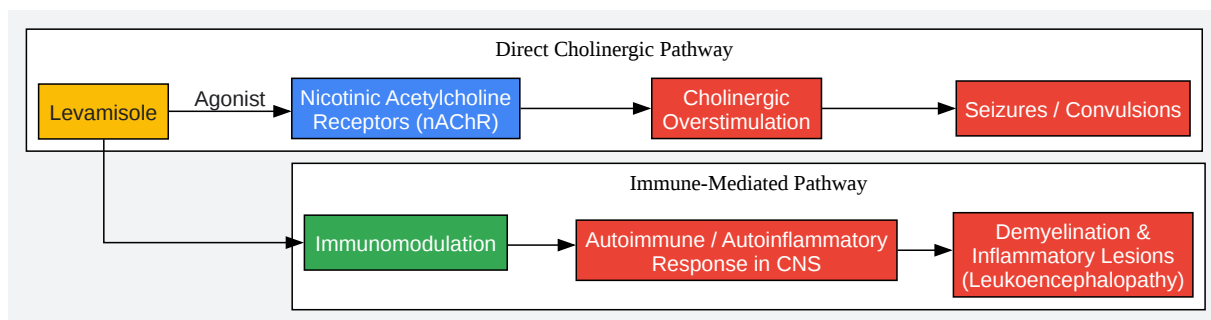 Direct Cholinergic Pathway
Levamisole
Agonist
Nicotinic Acetylcholine
Receptors (nAChR)
Cholinergic
Overstimulation
Seizures / Convulsions
Immune-Mediated Pathway
Immunomodulation
Autoimmune / Autoinflammatory
Response in CNS
Demyelination &
Inflammatory Lesions
(Leukoencephalopathy)